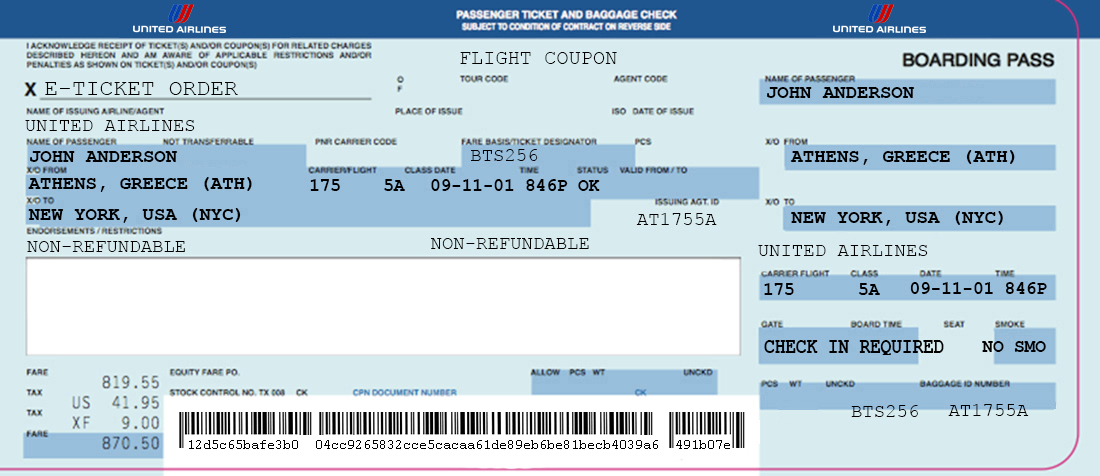 UNITED AIRLINES
PASSENGER TICKET AND BAGGAGE CHECK
SUBJECT TO CONDITION OF CONTRACT ON REVERSE SIDE
UNITED AIRLINES
I ACKNOWLEDGE RECEIPT OF TICKET(S) AND/OR COUPON(S) FOR RELATED CHARGES
DESCRIBED HEREON AND AM AWARE OF APPLICABLE RESTRICTIONS AND/OR
PENALTIES AS SHOWN ON TICKET(S) AND/OR COUPON(S)
FLIGHT COUPON
BOARDING PASS
X E-TICKET ORDER
O F
TOUR CODE
AGENT CODE
NAME OF PASSENGER
JOHN ANDERSON
NAME OF ISSUING AIRLINE/AGENT
PLACE OF ISSUE
ISO DATE OF ISSUE
UNITED AIRLINES
NAME OF PASSENGER NOT TRANSFERRABLE PNR CARRIER CODE FARE BASIS/TICKET DESIGNATOR PCS
X/O FROM
JOHN ANDERSON
BTS256
ATHENS, GREECE (ATH)
X/O FROM CARRIER/FLIGHT CLASS DATE TIME STATUS VALID FROM / TO
ATHENS, GREECE (ATH) 175 5A 09-11-01 846P OK
X/O TO
ISSUING AGT. ID
X/O TO
NEW YORK, USA (NYC)
AT1755A
NEW YORK, USA (NYC)
ENDORSEMENTS / RESTRICTIONS
NON-REFUNDABLE
NON-REFUNDABLE
UNITED AIRLINES
CARRIER FLIGHT CLASS DATE TIME
175 5A 09-11-01 846P
GATE BOARD TIME SEAT SMOKE
CHECK IN REQUIRED NO SMO
FARE
EQUITY FARE PO.
ALLOW PCS WT UNCKD
819.55
PCS WT UNCKD BAGGAGE ID NUMBER
TAX
STOCK CONTROL NO. TX 008 CK
CPN DOCUMENT NUMBER
CK
US 41.95
BTS256 AT1755A
TAX
XF 9.00
FARE
870.50
12d5c65bafe3b0 04cc9265832cce5cacaa61de89eb6be81becb4039a6 491b07e